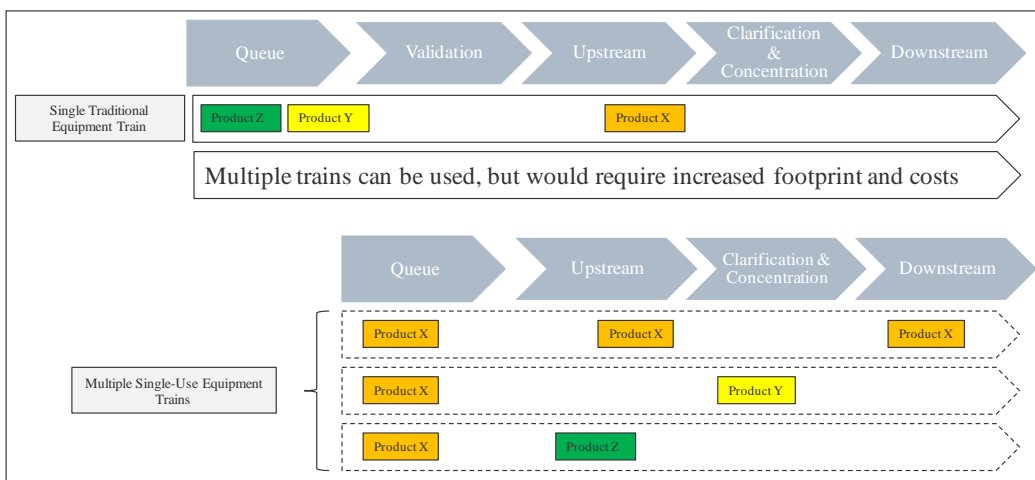 Queue
Validation
Upstream
Clarification
&
Concentration
Downstream
Single Traditional
Equipment Train
Product Z
Product Y
Product X
Multiple trains can be used, but would require increased footprint and costs
Queue
Upstream
Clarification &
Concentration
Downstream
Multiple Single-Use Equipment
Trains
Product X
Product X
Product X
Product X
Product Y
Product X
Product Z